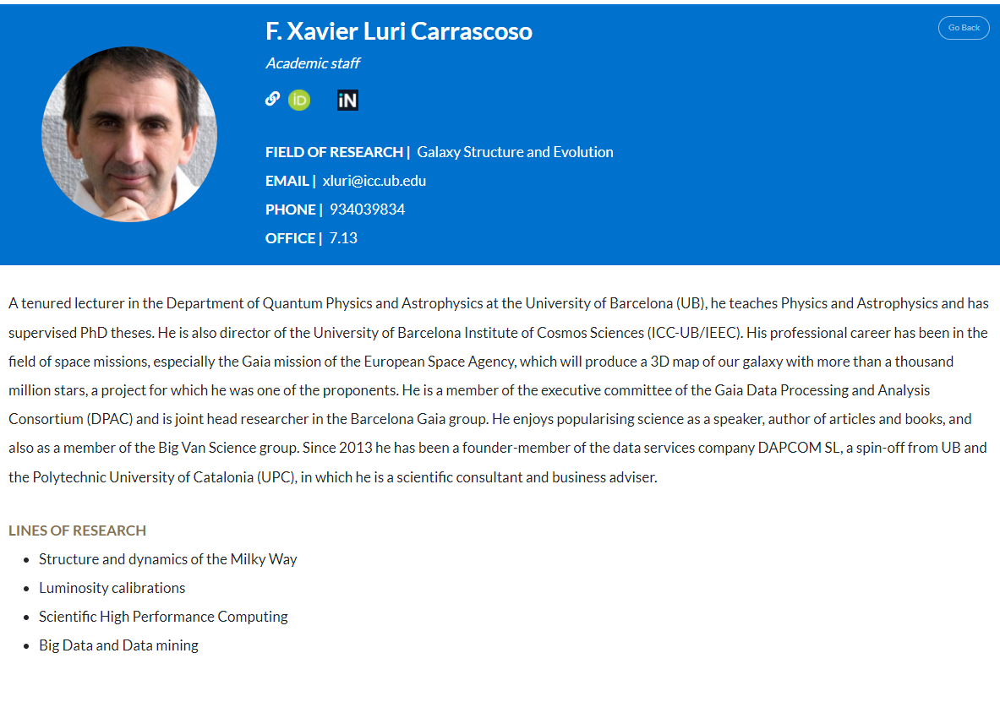 F. Xavier Luri Carrascoso
Go Back
Academic staff
iD
iN
FIELD OF RESEARCH | Galaxy Structure and Evolution
EMAIL | xluri@icc.ub.edu
PHONE | 934039834
OFFICE | 7.13
A tenured lecturer in the Department of Quantum Physics and Astrophysics at the University of Barcelona (UB), he teaches Physics and Astrophysics and has
supervised PhD theses. He is also director of the University of Barcelona Institute of Cosmos Sciences (ICC-UB/IEEC). His professional career has been in the
field of space missions, especially the Gaia mission of the European Space Agency, which will produce a 3D map of our galaxy with more than a thousand
million stars, a project for which he was one of the proponents. He is a member of the executive committee of the Gaia Data Processing and Analysis
Consortium (DPAC) and is joint head researcher in the Barcelona Gaia group. He enjoys popularising science as a speaker, author of articles and books, and
also as a member of the Big Van Science group. Since 2013 he has been a founder-member of the data services company DAPCOM SL, a spin-off from UB and
the Polytechnic University of Catalonia (UPC), in which he is a scientific consultant and business adviser.
LINES OF RESEARCH
• Structure and dynamics of the Milky Way
• Luminosity calibrations
• Scientific High Performance Computing
• Big Data and Data mining